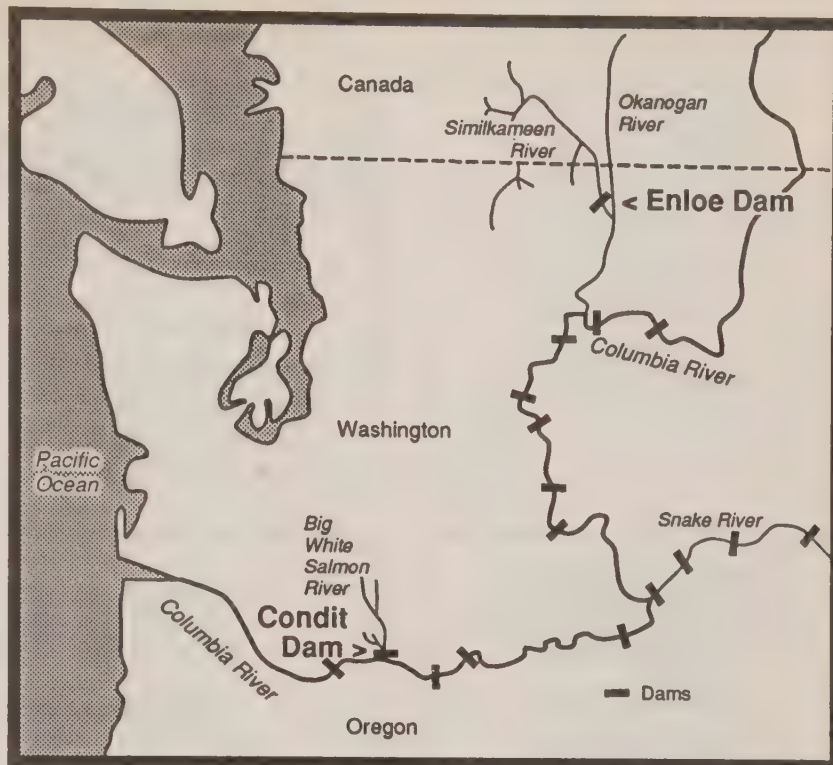 Canada
Similkameen
River
Okanogan
River
< Enloe Dam
Columbia River
Washington
Pacific
Ocean
Big
White
Salmon
River
Snake River
Condit
Dam >
Columbia River
Dams
Oregon